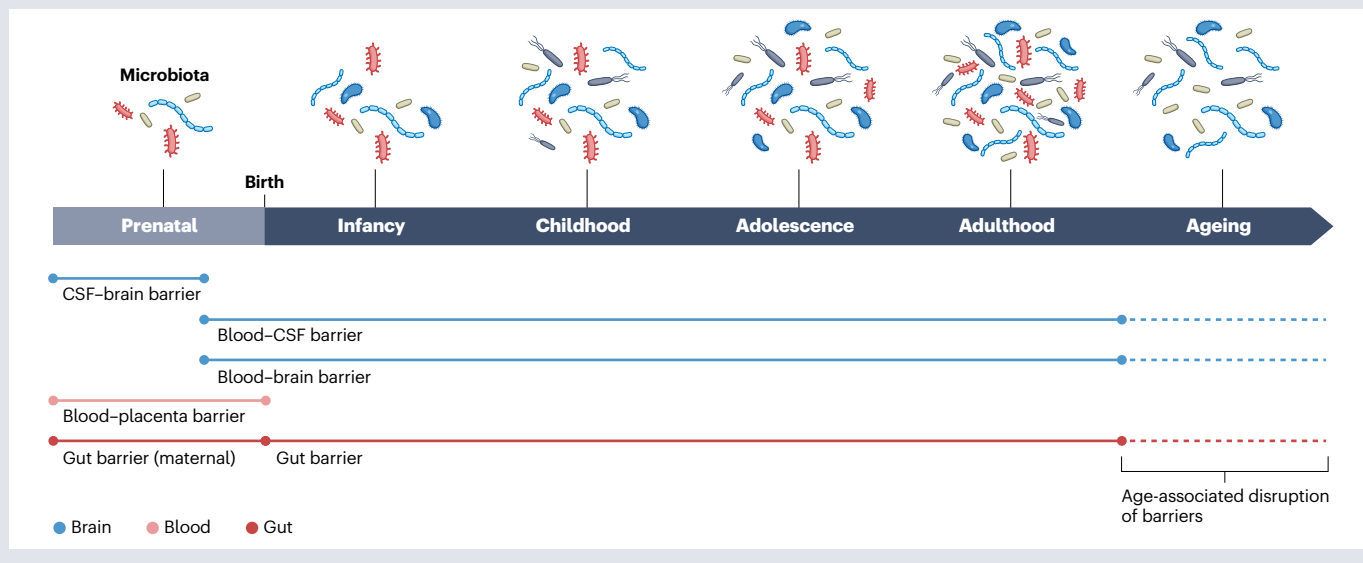 Microbiota
Birth
Prenatal
Infancy
Childhood
Adolescence
Adulthood
Ageing
CSF–brain barrier
Blood–CSF barrier
Blood–brain barrier
Blood–placenta barrier
Gut barrier (maternal)
Gut barrier
Age-associated disruption
of barriers
Brain
Blood
Gut